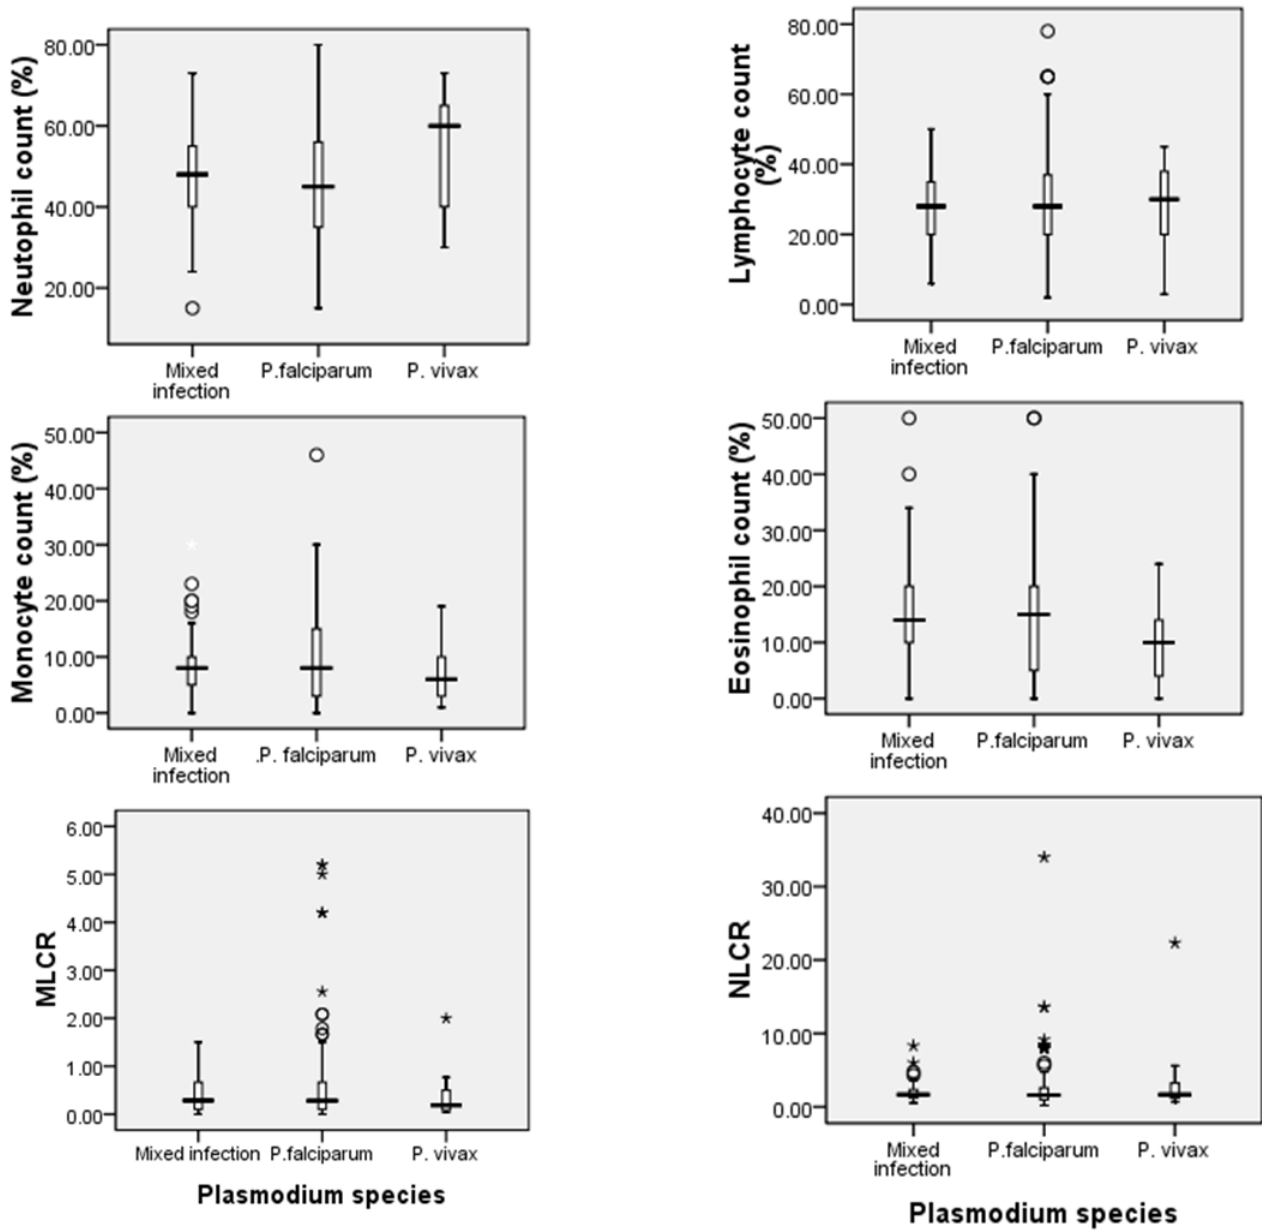 Neutophil count (%)
80.00
60.00
40.00
20.00
Mixed
infection
P.falciparum
P. vivax
Lymphocyte count
(%)
80.00
60.00
40.00
20.00
0.00
Mixed
infection
P.falciparum
P. vivax
Monocyte count (%)
50.00
40.00
30.00
20.00
10.00
0.00
Mixed
infection
.P. falciparum
P. vivax
Eosinophil count (%)
50.00
40.00
30.00
20.00
10.00
0.00
Mixed
infection
P.falciparum
P. vivax
MLCR
6.00
5.00
4.00
3.00
2.00
1.00
0.00
Mixed infection
P.falciparum
P. vivax
Plasmodium species
NLCR
40.00
30.00
20.00
10.00
0.00
Mixed
infection
P.falciparum
P. vivax
Plasmodium species